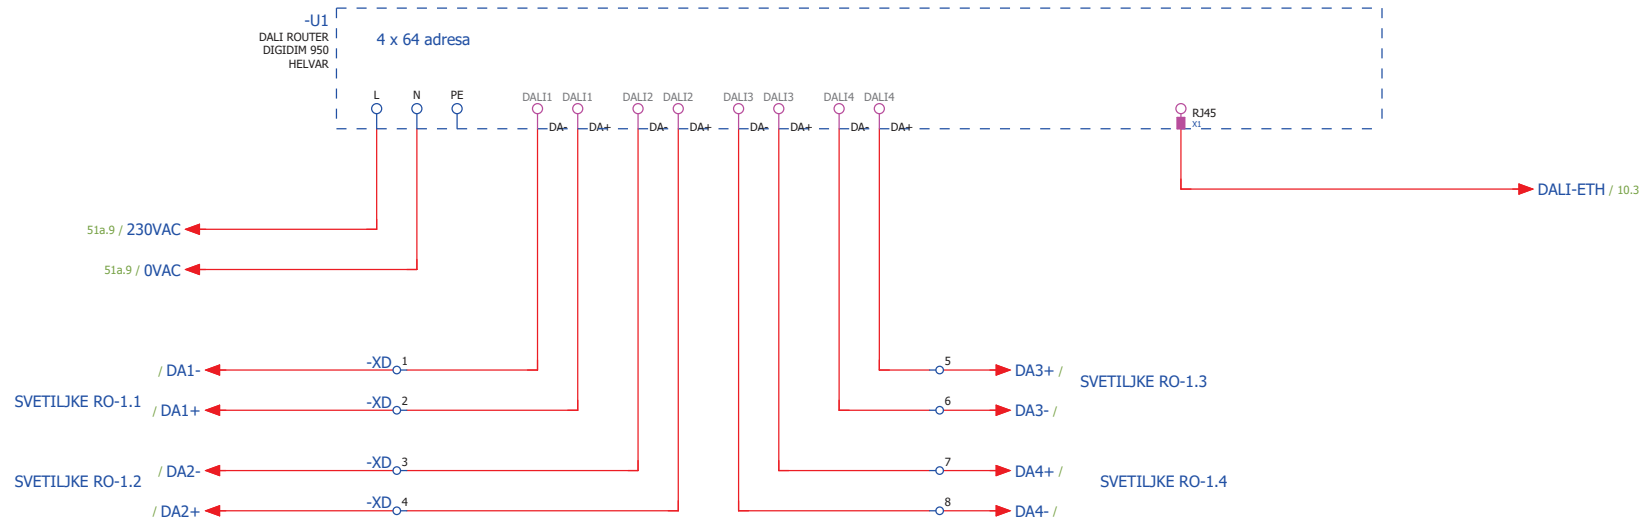 -U1
DALI ROUTER
DIGIDIM 950
HELVAR
4 x 64 adresa
L N PE DALI1 DALI1 DALI2 DALI2 DALI3 DALI3 DALI4 DALI4
RJ45
X1
DA- DA+ DA- DA+ DA- DA+ DA- DA+
DALI-ETH / 10.3
51a.9 / 230VAC
51a.9 / 0VAC
/ DA1- -XD 1
SVETILJKE RO-1.1
/ DA1+ -XD 2
/ DA2- -XD 3
SVETILJKE RO-1.2
/ DA2+ -XD 4
5 DA3+ /
SVETILJKE RO-1.3
6 DA3- /
7 DA4+ /
SVETILJKE RO-1.4
8 DA4- /